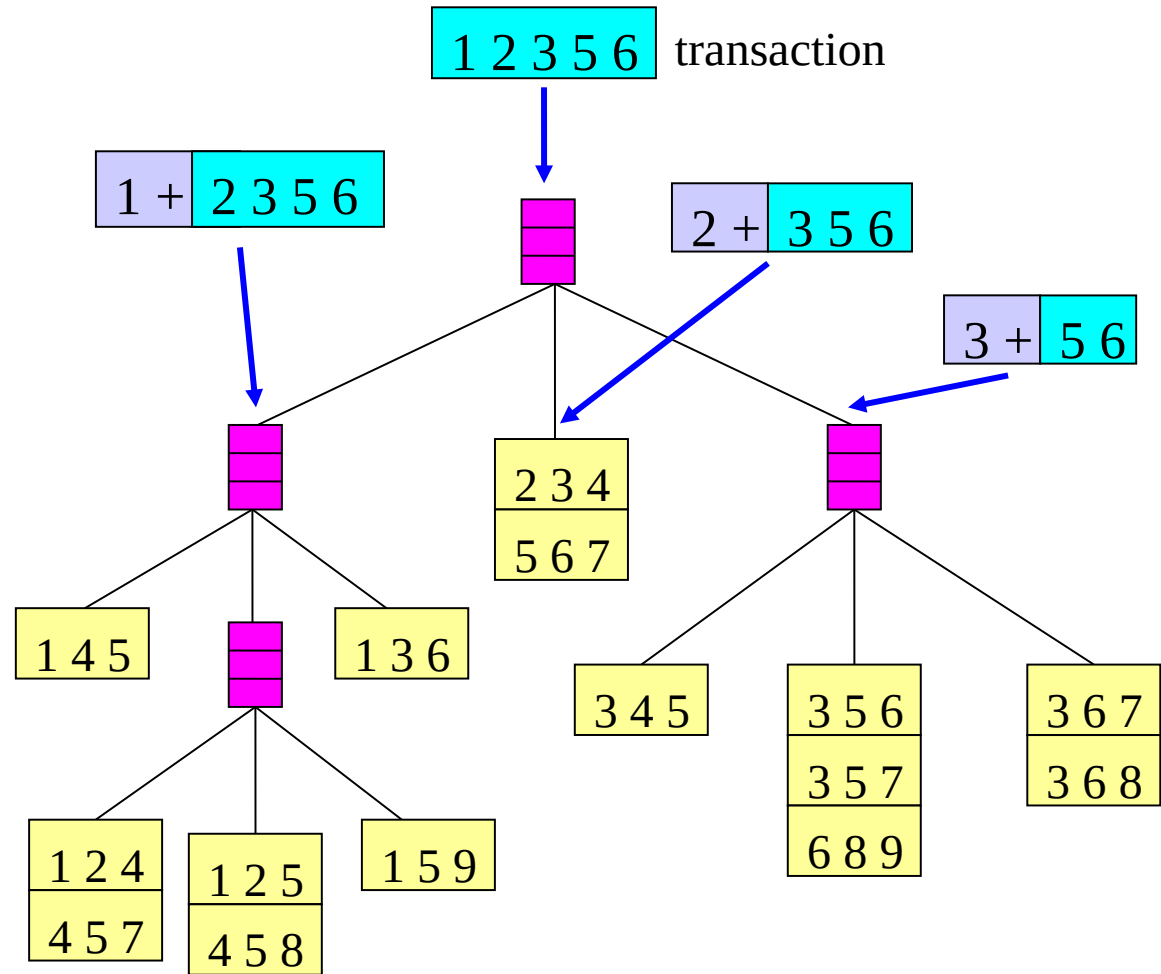 1 2 3 5 6 transaction
1 + 2 3 5 6
2 + 3 5 6
3 + 5 6
2 3 4
5 6 7
1 4 5
1 3 6
3 4 5
3 5 6
3 5 7
6 8 9
3 6 7
3 6 8
1 2 4
4 5 7
1 2 5
4 5 8
1 5 9